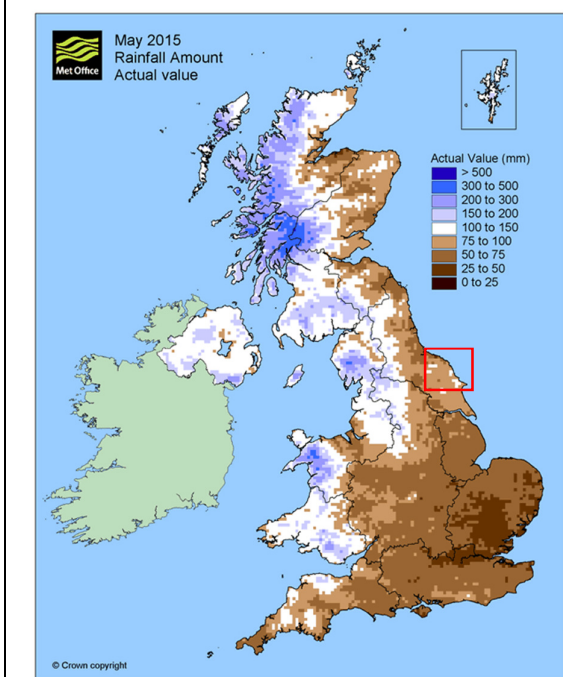 Met Office
May 2015
Rainfall Amount
Actual value
Actual Value (mm)
> 500
300 to 500
200 to 300
150 to 200
100 to 150
75 to 100
50 to 75
25 to 50
0 to 25
© Crown copyright